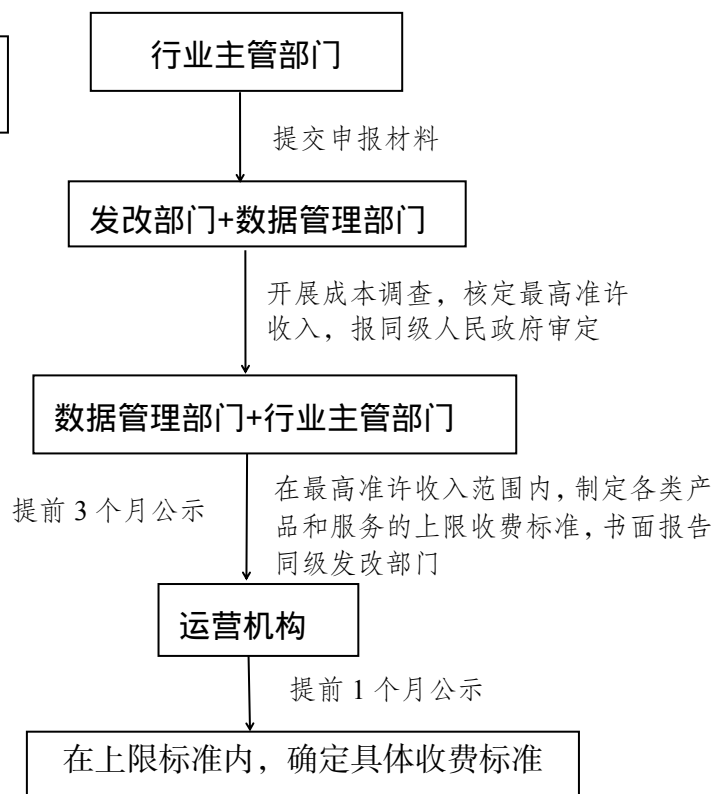 行业主管部门
提交申报材料
发改部门+数据管理部门
开展成本调查，核定最高准许
收入，报同级人民政府审定
数据管理部门+行业主管部门
提前 3 个月公示
在最高准许收入范围内，制定各类产
品和服务的上限收费标准，书面报告
同级发改部门
运营机构
提前 1 个月公示
在上限标准内，确定具体收费标准